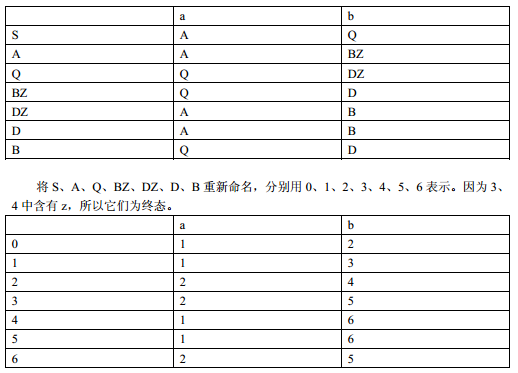 a b
S A Q
A A BZ
Q Q DZ
BZ Q D
DZ A B
D A B
B Q D
将 S、A、Q、BZ、DZ、D、B 重新命名，分别用 0、1、2、3、4、5、6 表示。因为 3、
4 中含有 z，所以它们为终态。
a b
0 1 2
1 1 3
2 2 4
3 2 5
4 1 6
5 1 6
6 2 5